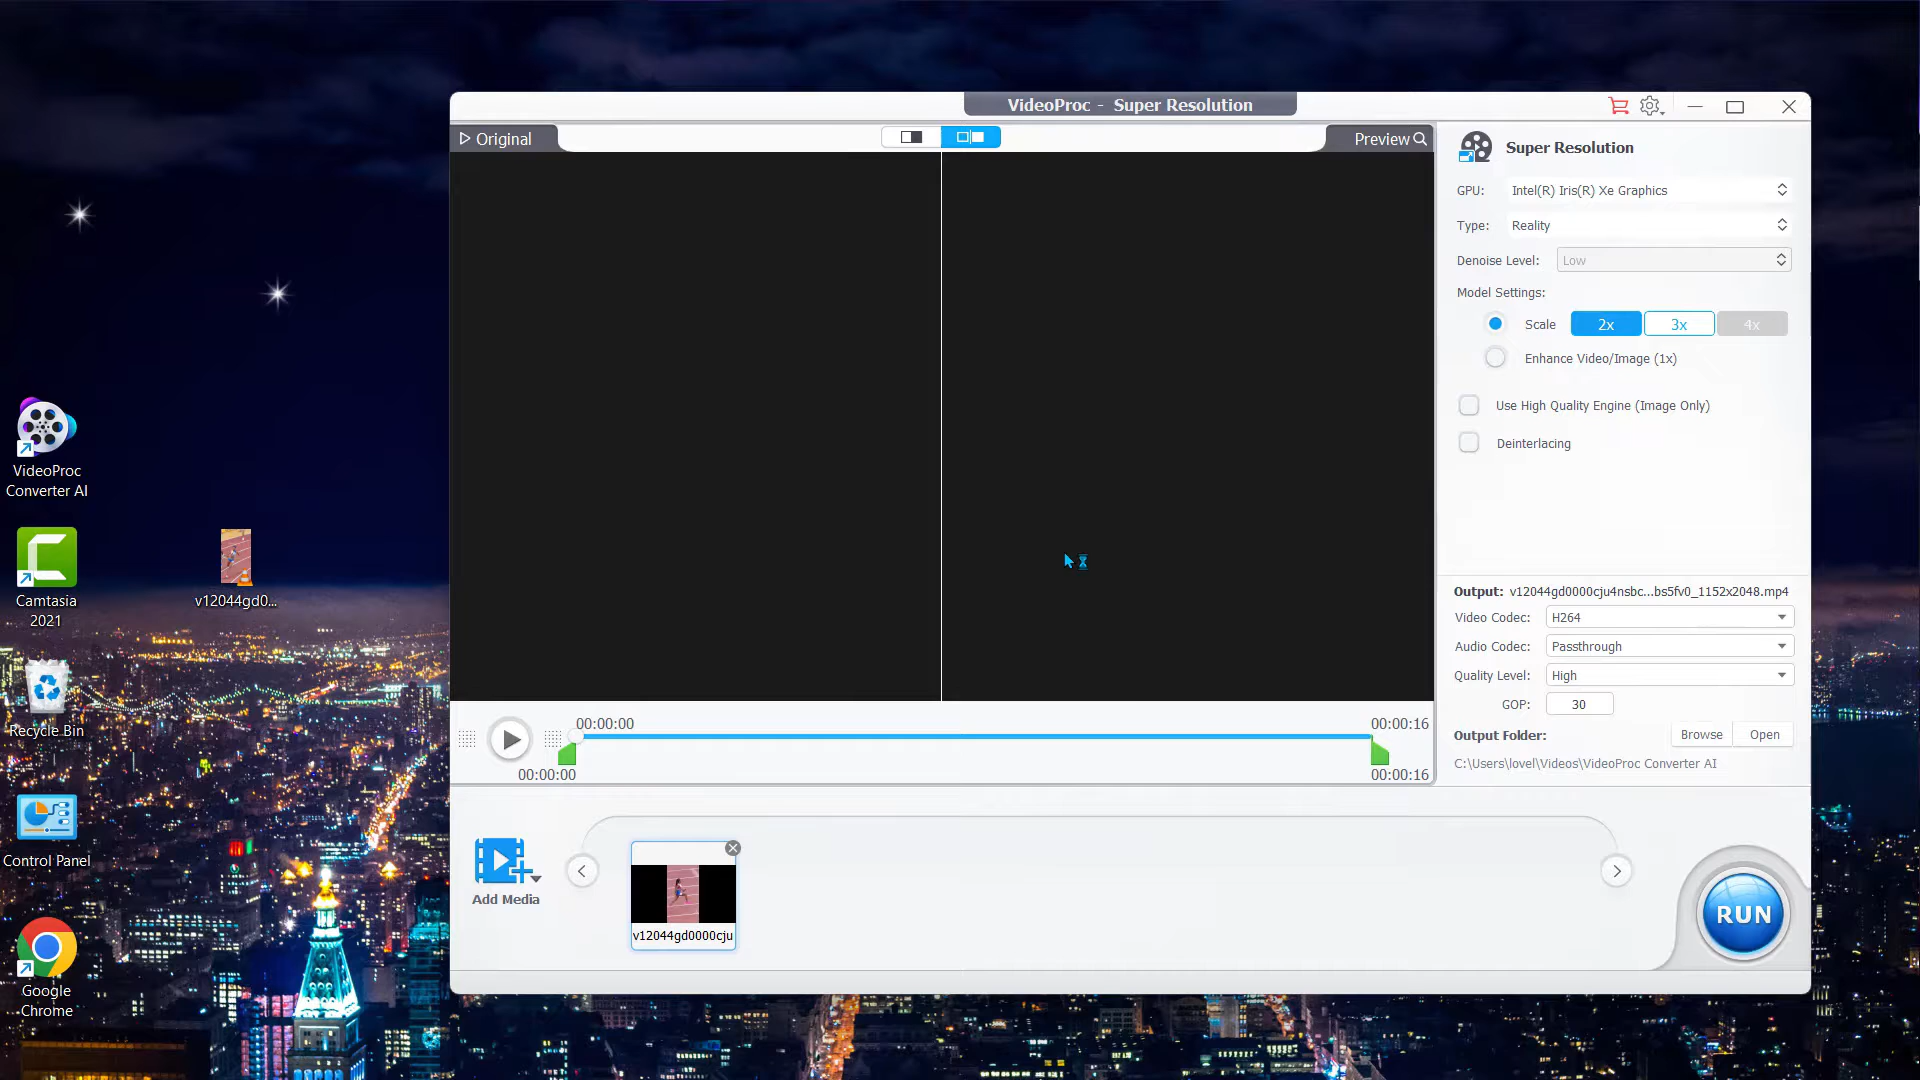 VideoProc - Super Resolution
Original
Preview
Super Resolution
GPU: Intel(R) Iris(R) Xe Graphics
Type: Reality
Denoise Level: Low
Model Settings:
Scale 2x 3x 4x
Enhance Video/Image (1x)
Use High Quality Engine (Image Only)
Deinterlacing
Output: v12044gd0000cju4nsbc...bs5fv0_1152x2048.mp4
Video Codec: H264
Audio Codec: Passthrough
Quality Level: High
GOP: 30
Output Folder: Browse Open
C:\Users\lovel\Videos\VideoProc Converter AI
00:00:00 00:00:16
00:00:00 00:00:16
Add Media
v12044gd0000cju
RUN
VideoProc
Converter AI
Camtasia
2021
v12044gd0...
Recycle Bin
Control Panel
Google
Chrome